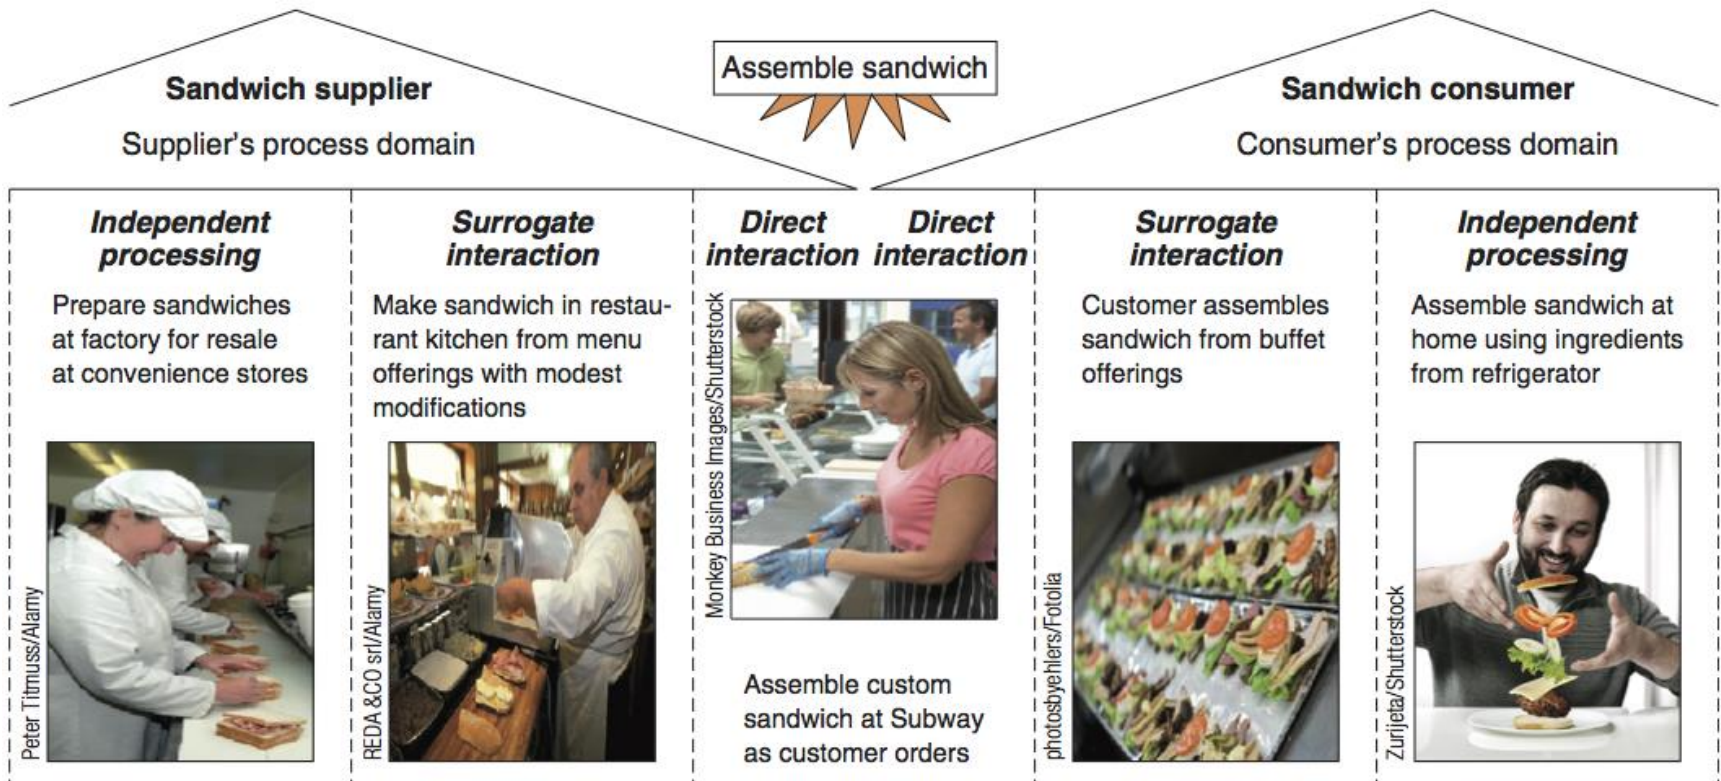 Assemble sandwich
Sandwich supplier
Supplier’s process domain
Sandwich consumer
Consumer’s process domain
Independent
processing
Prepare sandwiches
at factory for resale
at convenience stores
Peter Titmuss/Alamy
Surrogate
interaction
Make sandwich in restau-
rant kitchen from menu
offerings with modest
modifications
REDA &CO srl/Alamy
Direct
interaction
Direct
interaction
Monkey Business Images/Shutterstock
Assemble custom
sandwich at Subway
as customer orders
Surrogate
interaction
Customer assembles
sandwich from buffet
offerings
photosbyehlers/Fotolia
Independent
processing
Assemble sandwich at
home using ingredients
from refrigerator
Zurijeta/Shutterstock